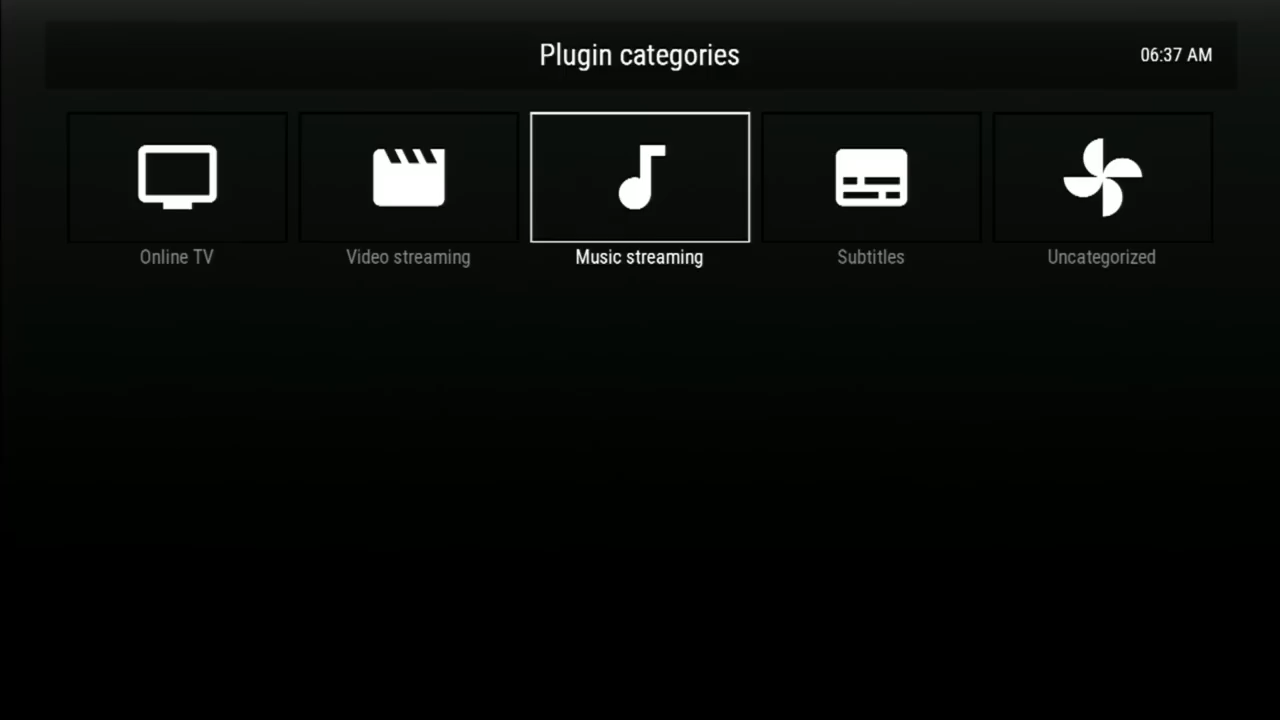 Plugin categories
06:37 AM
Online TV
Video streaming
Music streaming
Subtitles
Uncategorized